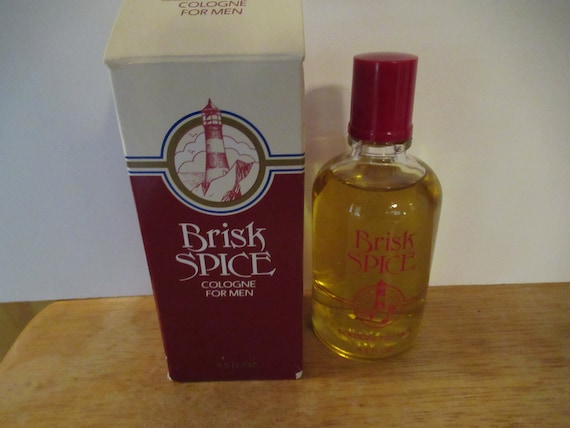 COLOGNE
FOR MEN
Brisk
SPICE
COLOGNE
FOR MEN
Brisk
SPICE